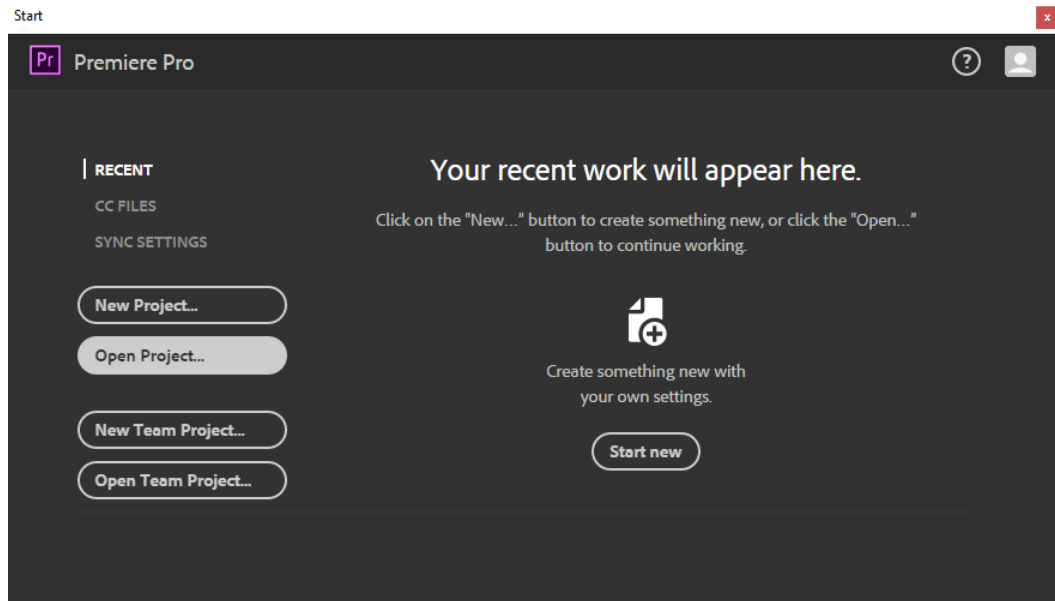 Start
x
Pr Premiere Pro
?
RECENT
CC FILES
SYNC SETTINGS
New Project...
Open Project...
New Team Project...
Open Team Project...
Your recent work will appear here.
Click on the "New..." button to create something new, or click the "Open..."
button to continue working.
Create something new with
your own settings.
Start new